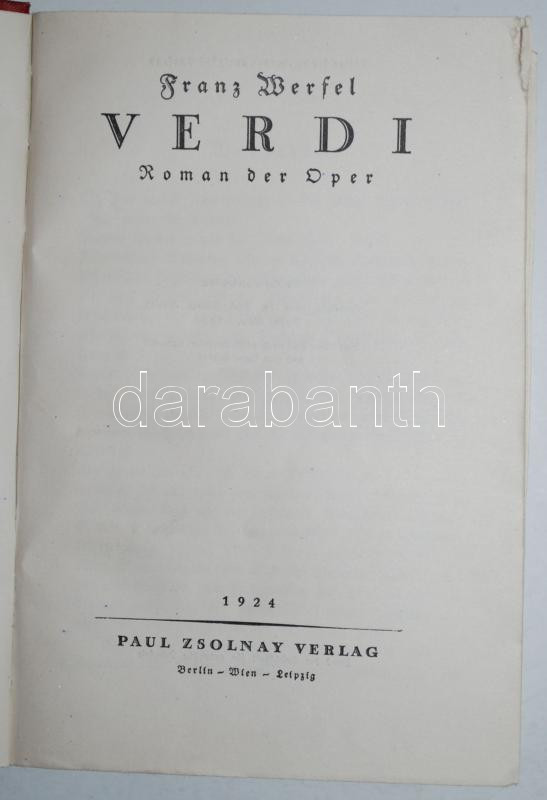 Franz Werfel
VERDI
Roman der Oper
darabanth
1924
PAUL ZSOLNAY VERLAG
Berlin – Wien – Leipzig